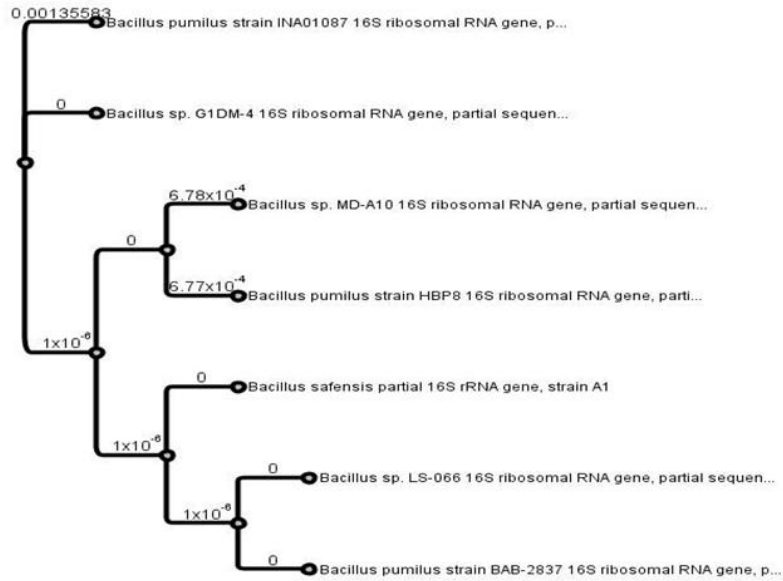 0.00135583
Bacillus pumilus strain INA01087 16S ribosomal RNA gene, p...
0
Bacillus sp. G1DM-4 16S ribosomal RNA gene, partial sequen...
6.78x10⁻⁴
Bacillus sp. MD-A10 16S ribosomal RNA gene, partial sequen...
0
6.77x10⁻⁴
Bacillus pumilus strain HBP8 16S ribosomal RNA gene, parti...
1x10⁻⁶
0
Bacillus safensis partial 16S rRNA gene, strain A1
1x10⁻⁶
0
Bacillus sp. LS-066 16S ribosomal RNA gene, partial sequen...
1x10⁻⁶
0
Bacillus pumilus strain BAB-2837 16S ribosomal RNA gene, p...